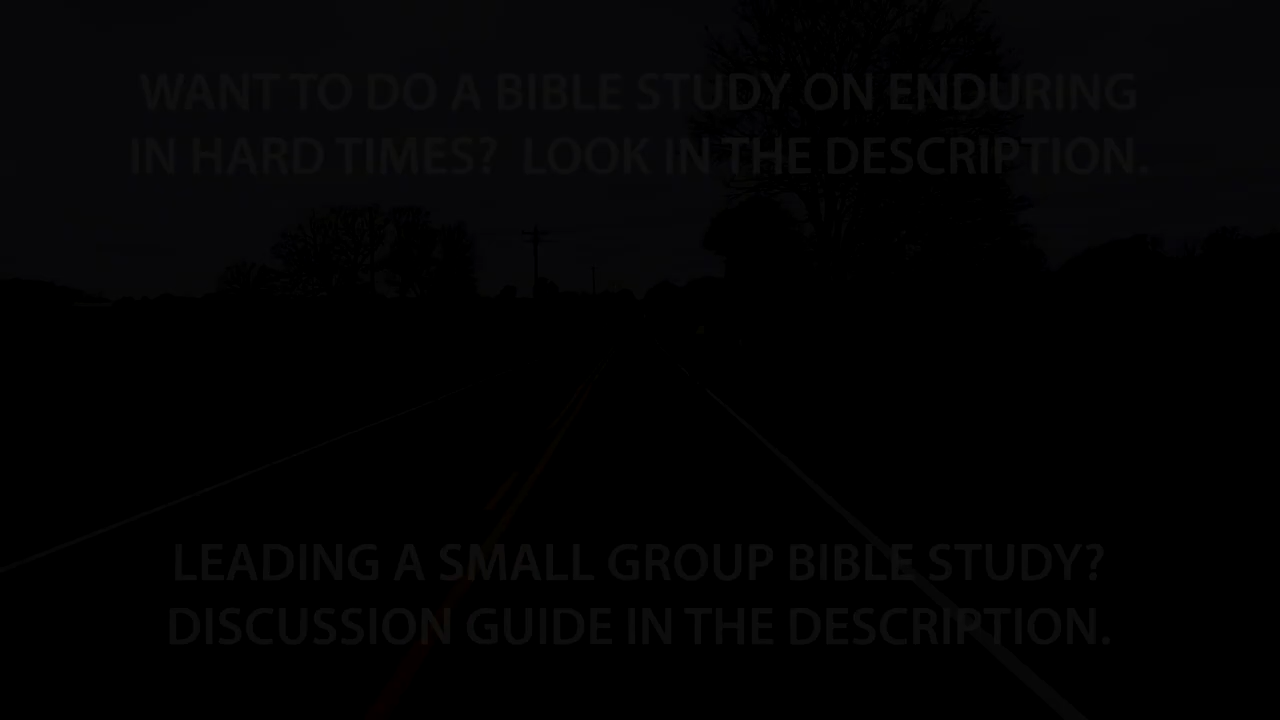 WANT TO DO A BIBLE STUDY ON ENDURING
IN HARD TIMES?  LOOK IN THE DESCRIPTION.
LEADING A SMALL GROUP BIBLE STUDY?
DISCUSSION GUIDE IN THE DESCRIPTION.